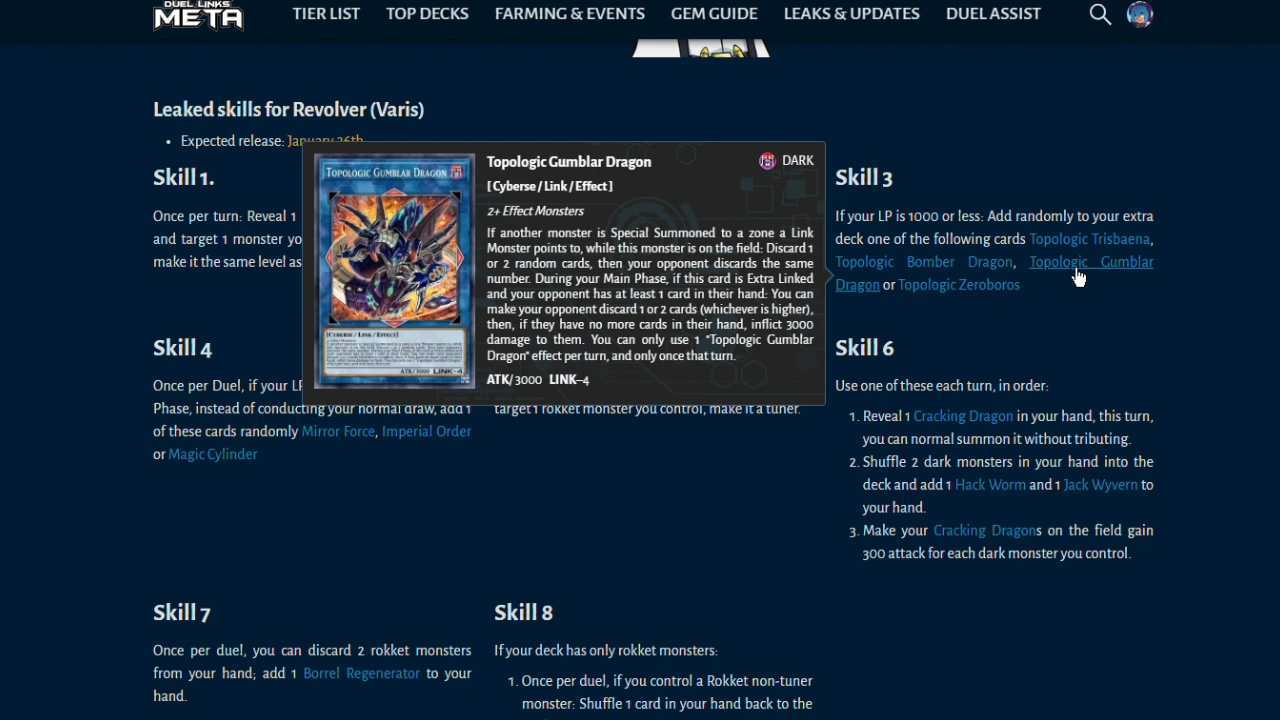 DUEL LINKS
META
TIER LIST
TOP DECKS
FARMING & EVENTS
GEM GUIDE
LEAKS & UPDATES
DUEL ASSIST
Leaked skills for Revolver (Varis)
• Expected release: January 26th
Skill 1.
Once per turn: Reveal 1
and target 1 monster yo
make it the same level as
TOPOLOGIC GUMBLAR DRAGON
[CYBERSE / LINK / EFFECT]
ATK/3000 LINK-4
Topologic Gumblar Dragon
DARK
[ Cyberse / Link / Effect ]
2+ Effect Monsters
If another monster is Special Summoned to a zone a Link
Monster points to, while this monster is on the field: Discard 1
or 2 random cards, then your opponent discards the same
number. During your Main Phase, if this card is Extra Linked
and your opponent has at least 1 card in their hand: You can
make your opponent discard 1 or 2 cards (whichever is higher),
then, if they have no more cards in their hand, inflict 3000
damage to them. You can only use 1 "Topologic Gumblar
Dragon" effect per turn, and only once that turn.
ATK/3000 LINK–4
Skill 3
If your LP is 1000 or less: Add randomly to your extra
deck one of the following cards Topologic Trisbaena,
Topologic Bomber Dragon, Topologic Gumblar
Dragon or Topologic Zeroboros
Skill 4
Once per Duel, if your LP
Phase, instead of conducting your normal draw, add 1
of these cards randomly Mirror Force, Imperial Order
or Magic Cylinder
target 1 rokket monster you control, make it a tuner.
Skill 6
Use one of these each turn, in order:
1. Reveal 1 Cracking Dragon in your hand, this turn,
you can normal summon it without tributing.
2. Shuffle 2 dark monsters in your hand into the
deck and add 1 Hack Worm and 1 Jack Wyvern to
your hand.
3. Make your Cracking Dragons on the field gain
300 attack for each dark monster you control.
Skill 7
Once per duel, you can discard 2 rokket monsters
from your hand; add 1 Borrel Regenerator to your
hand.
Skill 8
If your deck has only rokket monsters:
1. Once per duel, if you control a Rokket non-tuner
monster: Shuffle 1 card in your hand back to the